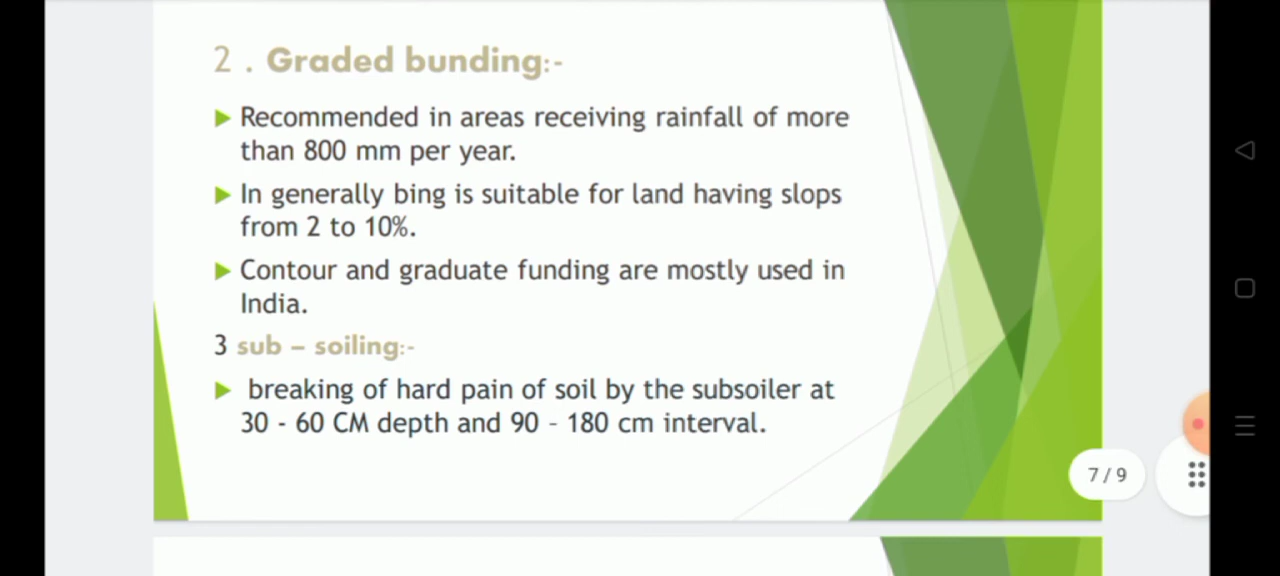 2 . Graded bunding:-
Recommended in areas receiving rainfall of more
than 800 mm per year.
In generally bing is suitable for land having slops
from 2 to 10%.
Contour and graduate funding are mostly used in
India.
3 sub – soiling:-
breaking of hard pain of soil by the subsoiler at
30 - 60 CM depth and 90 – 180 cm interval.
7 / 9